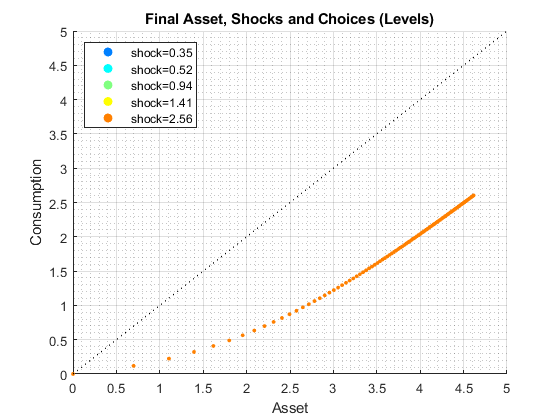 Final Asset, Shocks and Choices (Levels)
5
4.5
4
3.5
3
2.5
2
1.5
1
0.5
0
Consumption
shock=0.35
shock=0.52
shock=0.94
shock=1.41
shock=2.56
0 0.5 1 1.5 2 2.5 3 3.5 4 4.5 5
Asset